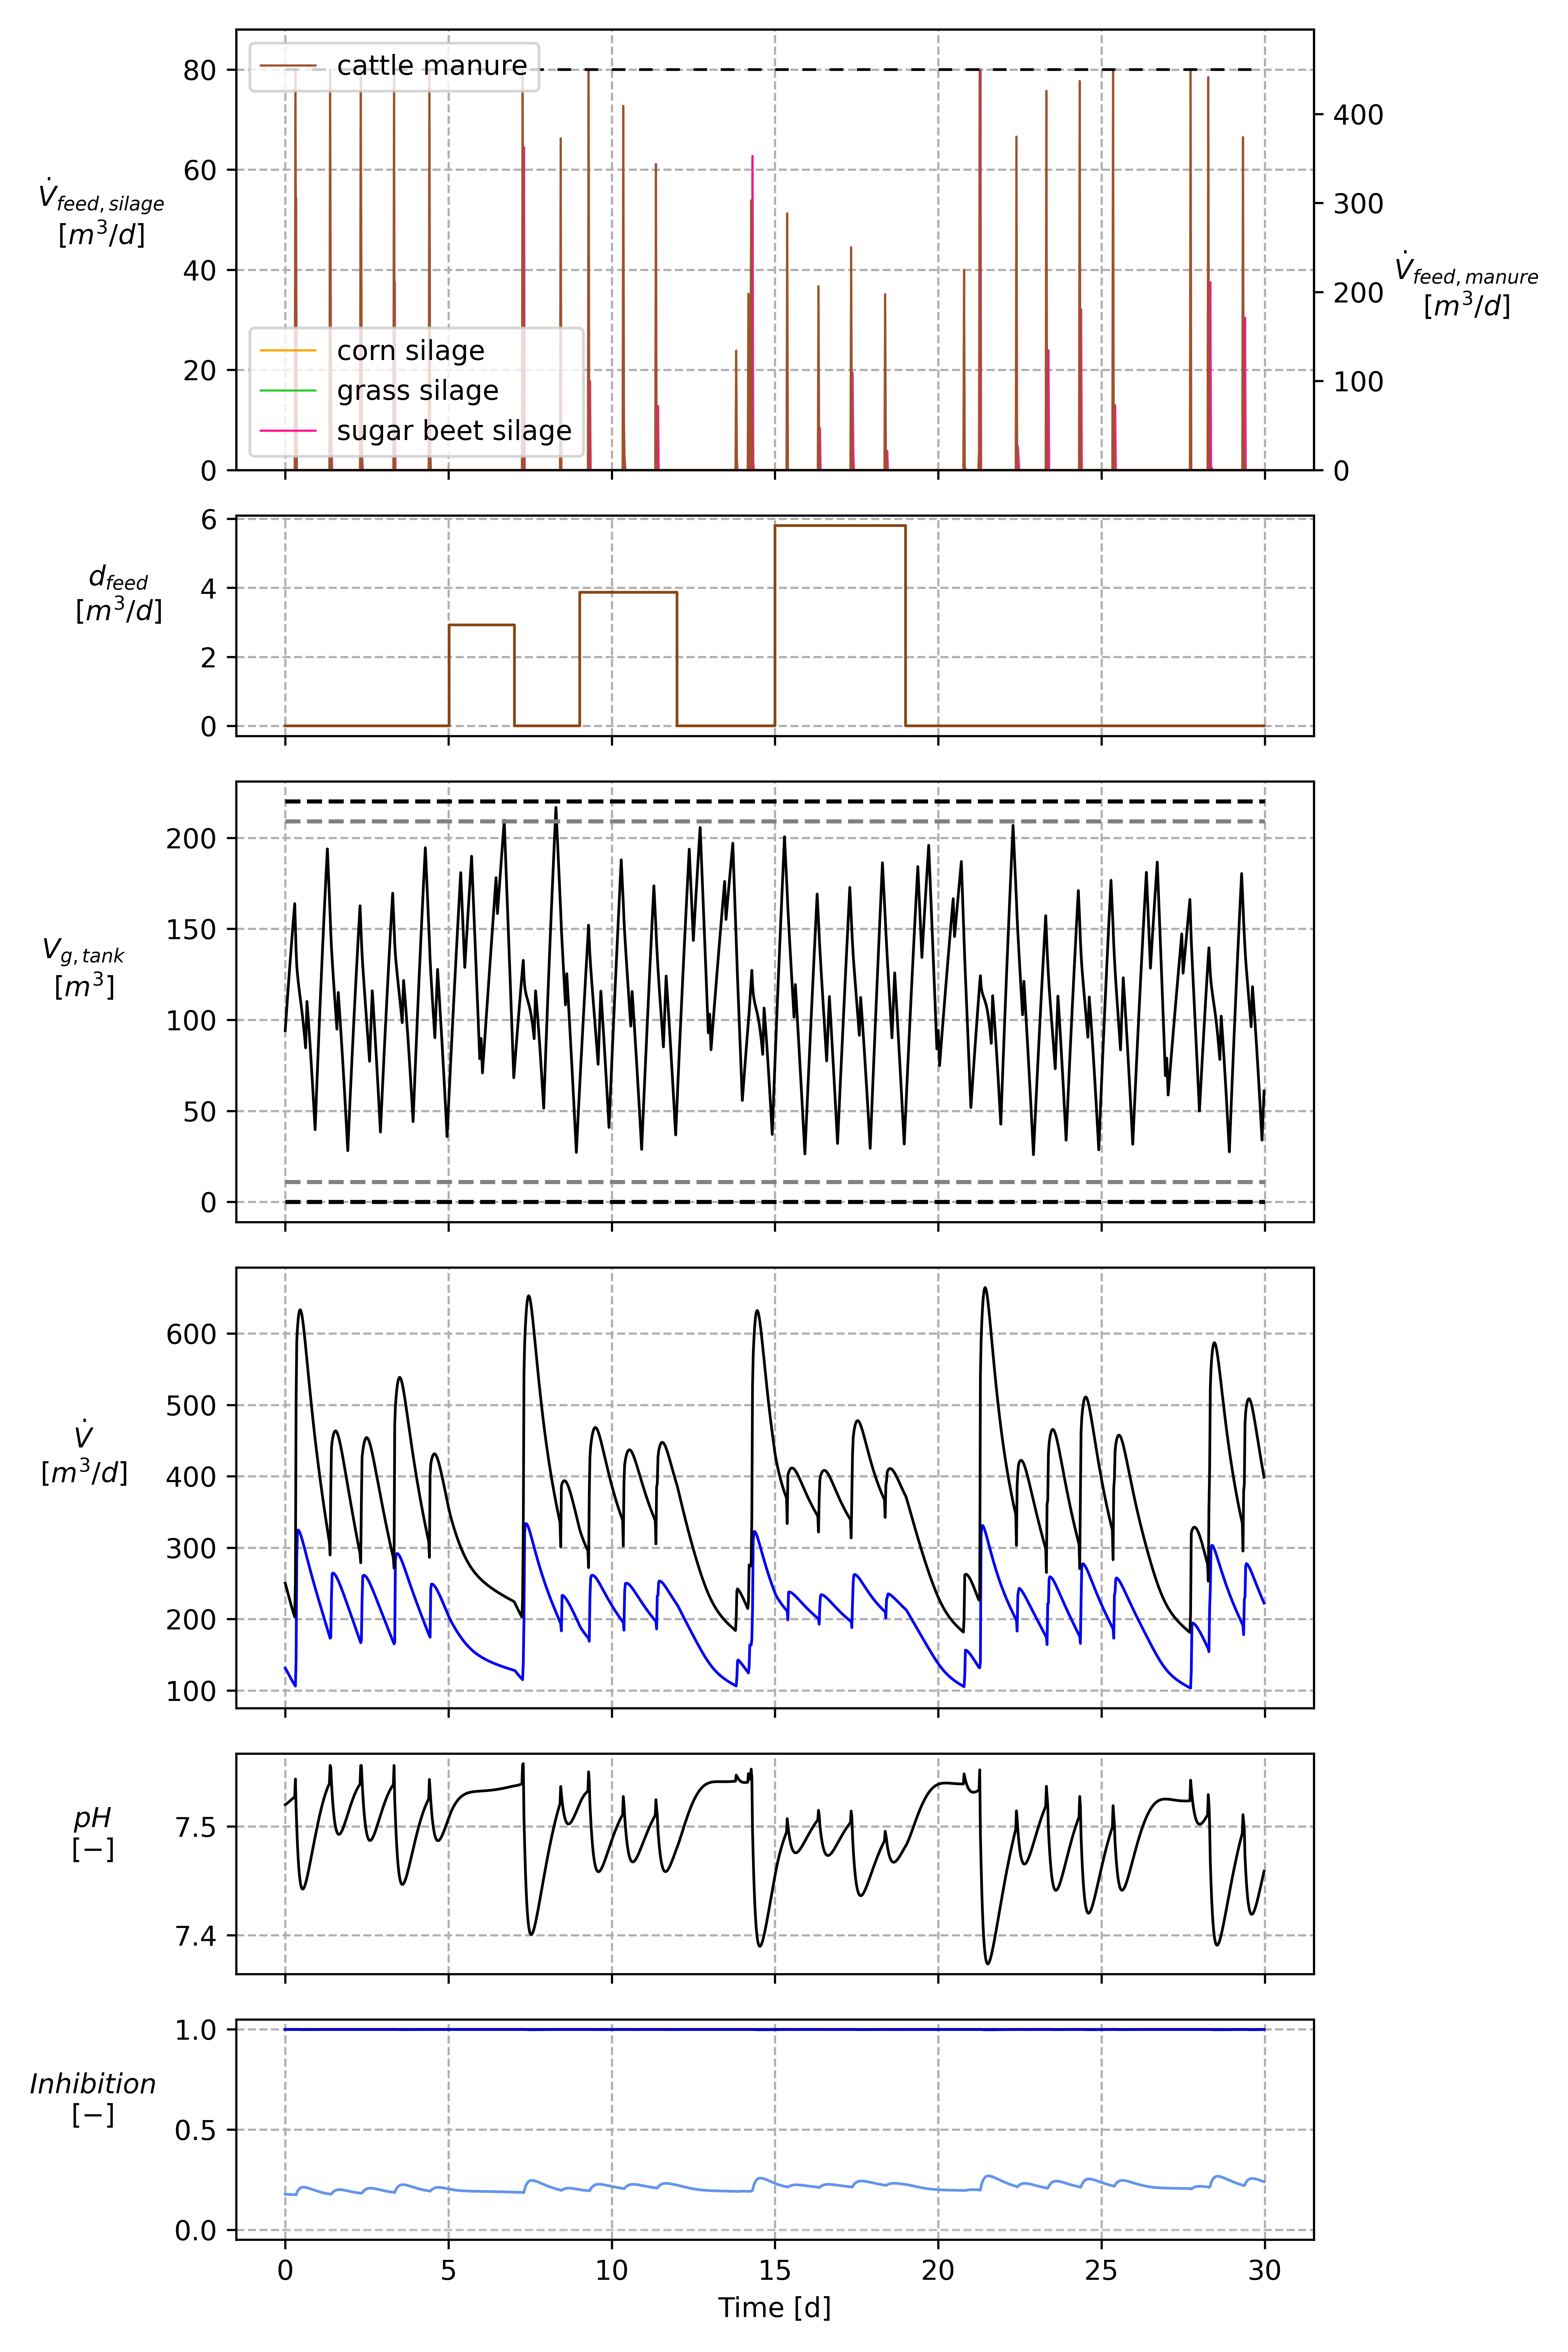 cattle manure
corn silage
grass silage
sugar beet silage
80
60
40
20
0
400
300
200
100
0
V̇feed, silage
[m³/d]
V̇feed, manure
[m³/d]
6
4
2
0
dfeed
[m³/d]
200
150
100
50
0
Vg, tank
[m³]
600
500
400
300
200
100
V̇
[m³/d]
7.5
7.4
pH
[−]
1.0
0.5
0.0
Inhibition
[−]
0 5 10 15 20 25 30
Time [d]